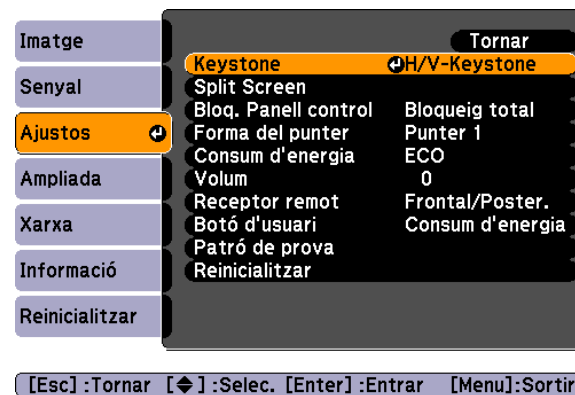 Imatge
Senyal
Ajustos
Ampliada
Xarxa
Informació
Reinicialitzar
Tornar
Keystone H/V-Keystone
Split Screen
Bloq. Panell control Bloqueig total
Forma del punter Punter 1
Consum d'energia ECO
Volum 0
Receptor remot Frontal/Poster.
Botó d'usuari Consum d'energia
Patró de prova
Reinicialitzar
[Esc] :Tornar [◆] :Selec. [Enter] :Entrar [Menu]:Sortir